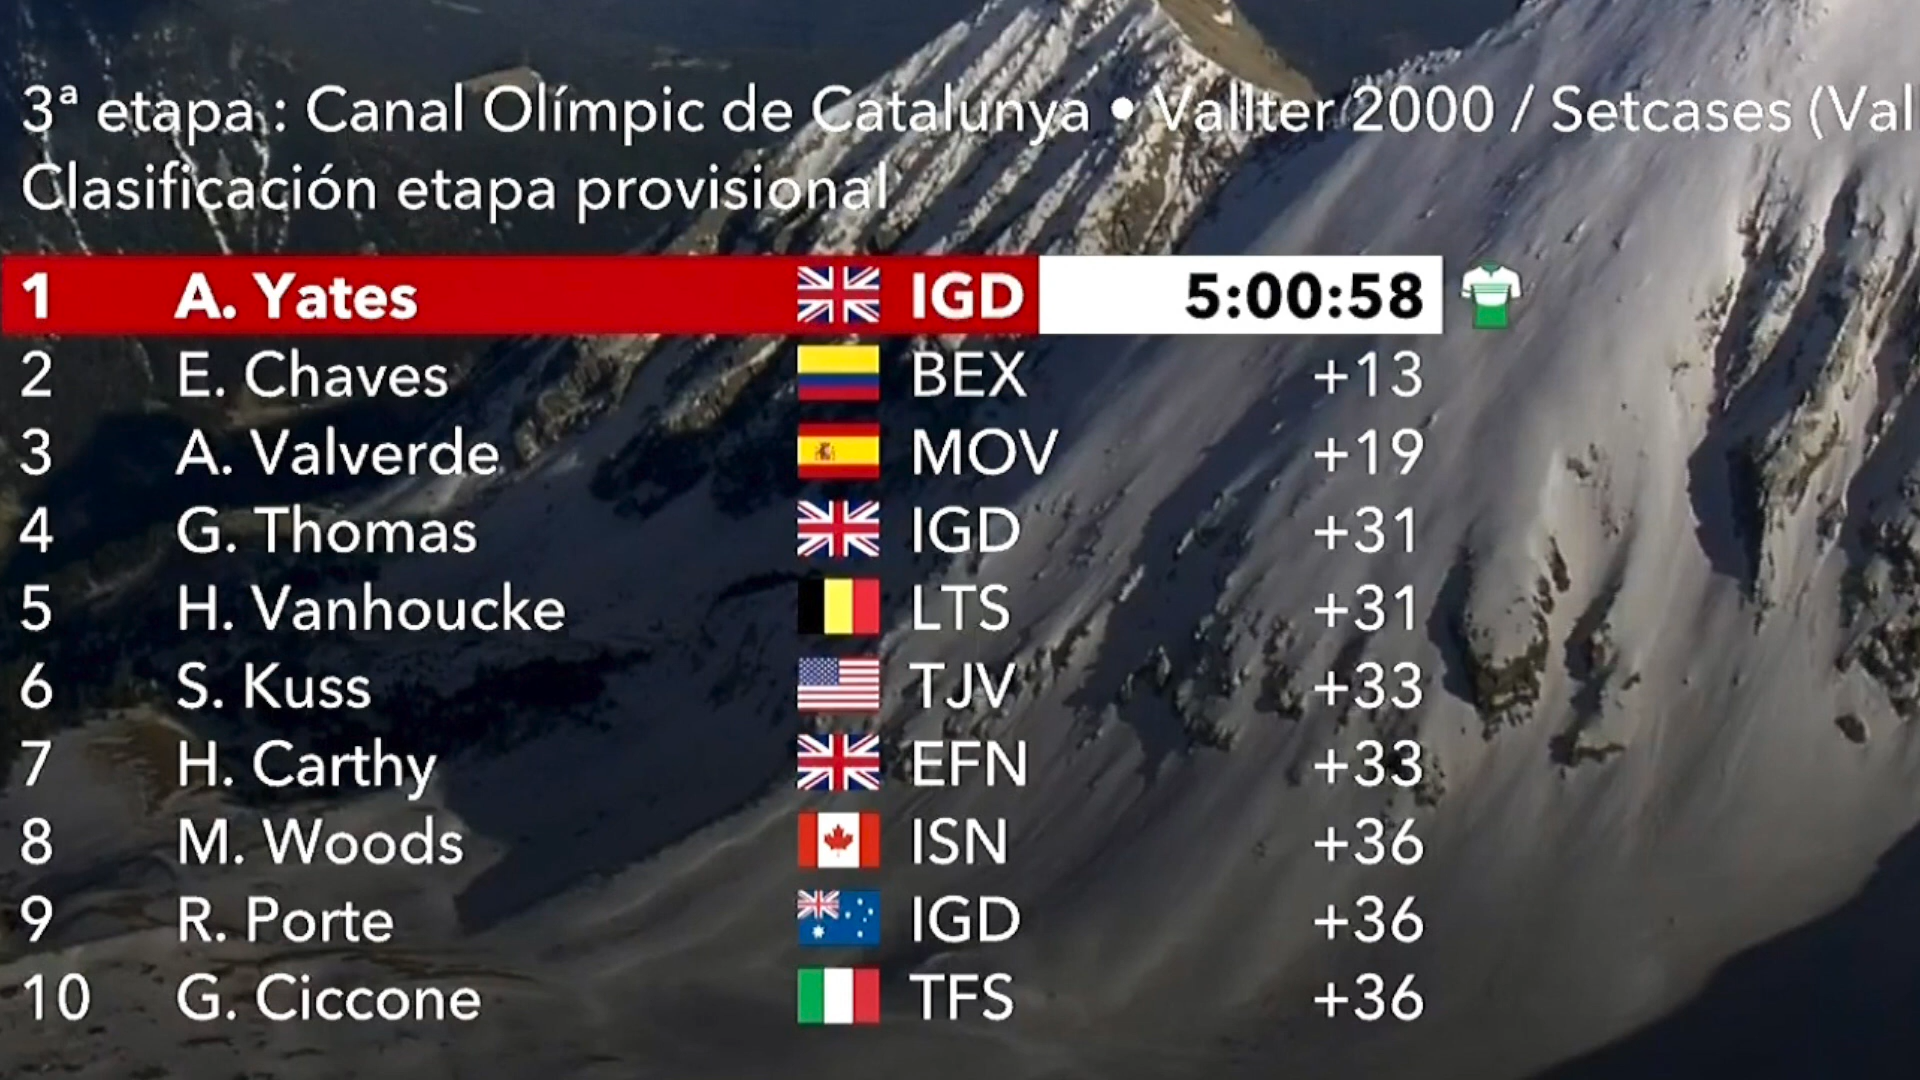 3ª etapa : Canal Olímpic de Catalunya • Vallter 2000 / Setcases (Val
Clasificación etapa provisional
1 A. Yates IGD 5:00:58
2 E. Chaves BEX +13
3 A. Valverde MOV +19
4 G. Thomas IGD +31
5 H. Vanhoucke LTS +31
6 S. Kuss TJV +33
7 H. Carthy EFN +33
8 M. Woods ISN +36
9 R. Porte IGD +36
10 G. Ciccone TFS +36